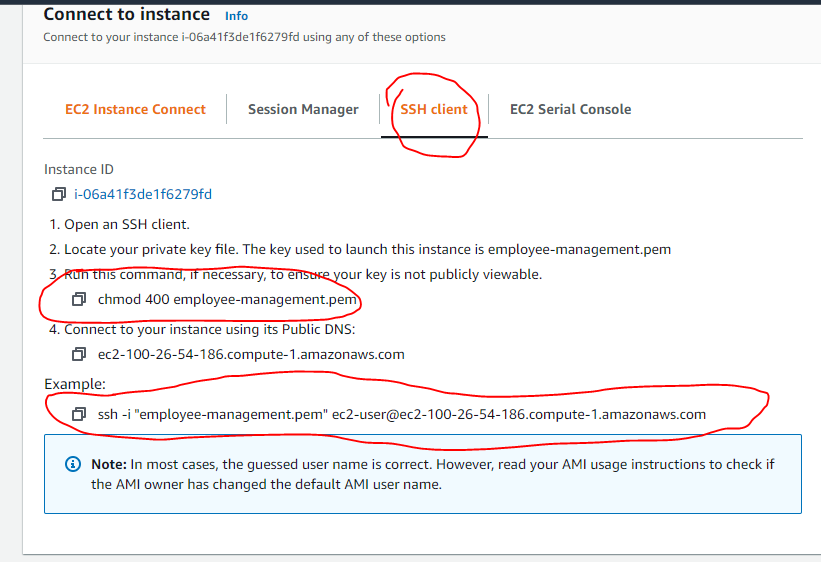 Connect to instance Info
Connect to your instance i-06a41f3de1f6279fd using any of these options
EC2 Instance Connect Session Manager SSH client EC2 Serial Console
Instance ID
i-06a41f3de1f6279fd
1. Open an SSH client.
2. Locate your private key file. The key used to launch this instance is employee-management.pem
3. Run this command, if necessary, to ensure your key is not publicly viewable.
chmod 400 employee-management.pem
4. Connect to your instance using its Public DNS:
ec2-100-26-54-186.compute-1.amazonaws.com
Example:
ssh -i "employee-management.pem" ec2-user@ec2-100-26-54-186.compute-1.amazonaws.com
Note: In most cases, the guessed user name is correct. However, read your AMI usage instructions to check if
the AMI owner has changed the default AMI user name.